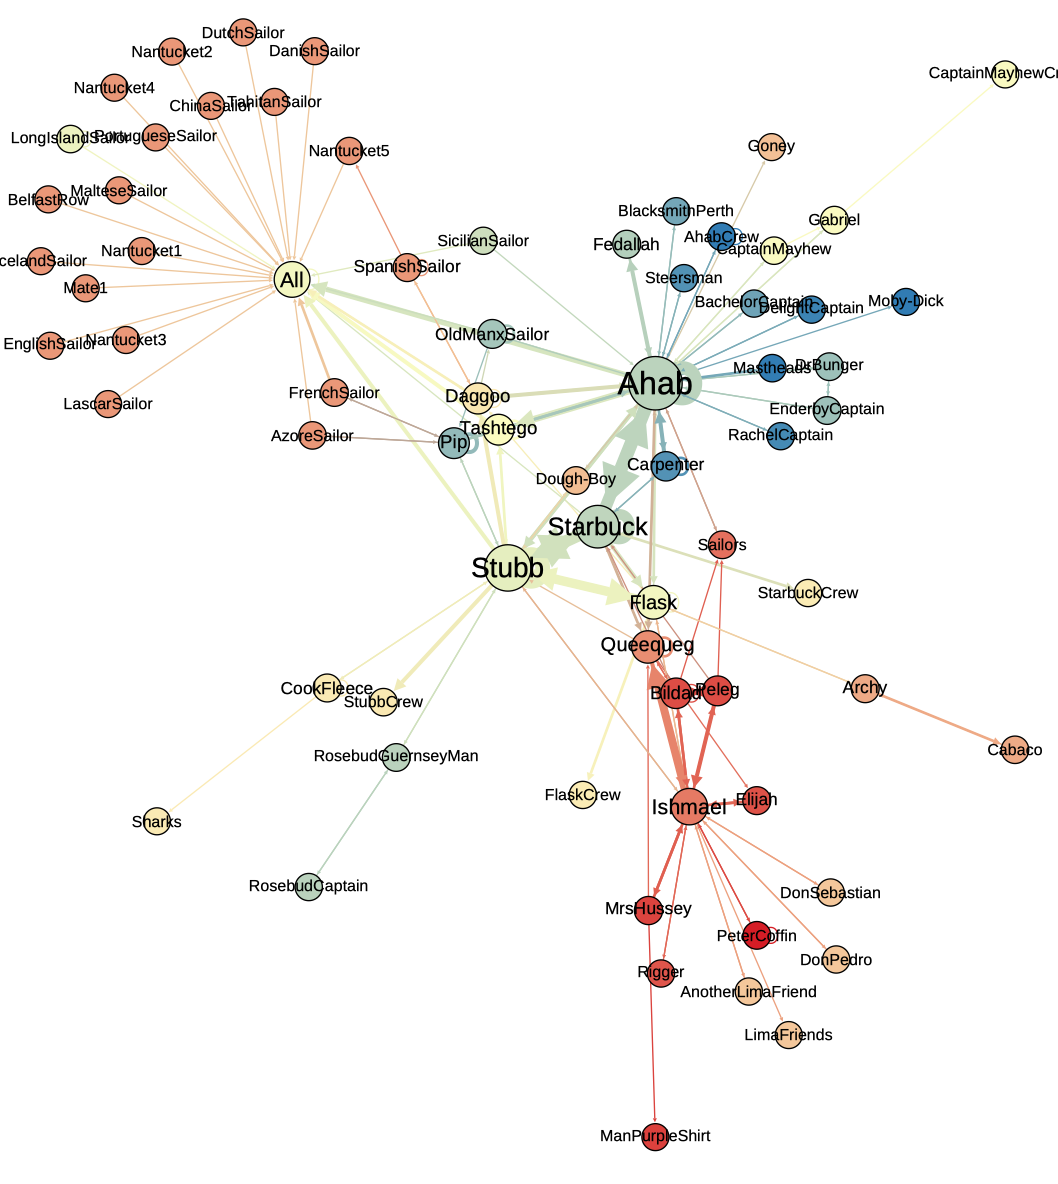 DutchSailor
Nantucket2
DanishSailor
CaptainMayhewCr
Nantucket4
ChinaSailor
TahitanSailor
LongIslandSailor
PortugueseSailor
Nantucket5
Goney
MalteseSailor
BelfastRow
BlacksmithPerth
Gabriel
SicilianSailor
Fedallah
AhabCrew
CaptainMayhew
Nantucket1
celandSailor
SpanishSailor
Steersman
All
Mate1
BachelorCaptain
DelightCaptain
Moby-Dick
OldManxSailor
EnglishSailor
Nantucket3
Mastheads
DrBunger
Ahab
FrenchSailor
Daggoo
LascarSailor
EnderbyCaptain
Tashtego
AzoreSailor
Pip
RachelCaptain
Carpenter
Dough-Boy
Starbuck
Sailors
Stubb
StarbuckCrew
Flask
Queequeg
CookFleece
StubbCrew
Bildad
Peleg
Archy
RosebudGuernseyMan
Cabaco
FlaskCrew
Elijah
Ishmael
Sharks
RosebudCaptain
DonSebastian
MrsHussey
PeterCoffin
DonPedro
Rigger
AnotherLimaFriend
LimaFriends
ManPurpleShirt